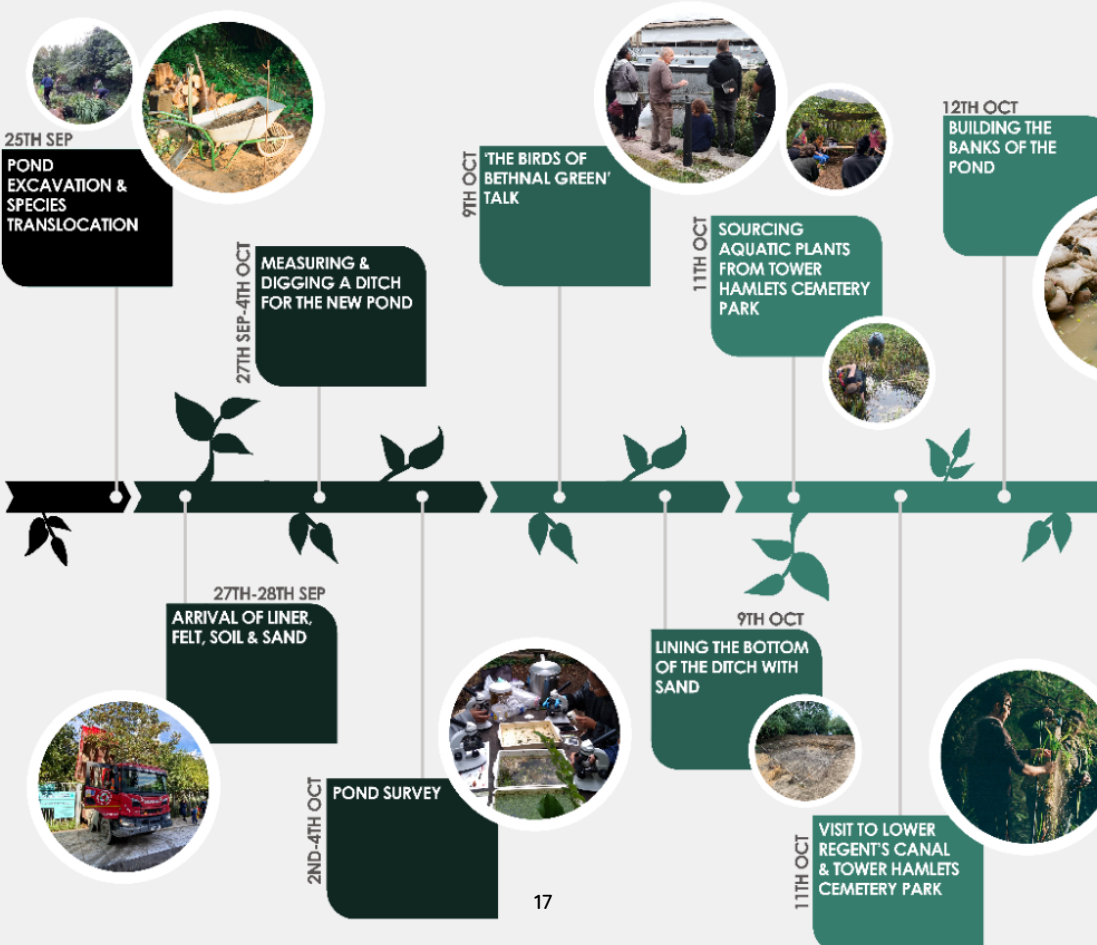 25TH SEP
POND
EXCAVATION &
SPECIES
TRANSLOCATION
27TH SEP-4TH OCT
MEASURING &
DIGGING A DITCH
FOR THE NEW POND
9TH OCT
'THE BIRDS OF
BETHNAL GREEN'
TALK
11TH OCT
SOURCING
AQUATIC PLANTS
FROM TOWER
HAMLETS CEMETERY
PARK
12TH OCT
BUILDING THE
BANKS OF THE
POND
27TH-28TH SEP
ARRIVAL OF LINER,
FELT, SOIL & SAND
2ND-4TH OCT
POND SURVEY
9TH OCT
LINING THE BOTTOM
OF THE DITCH WITH
SAND
11TH OCT
VISIT TO LOWER
REGENT'S CANAL
& TOWER HAMLETS
CEMETERY PARK
17